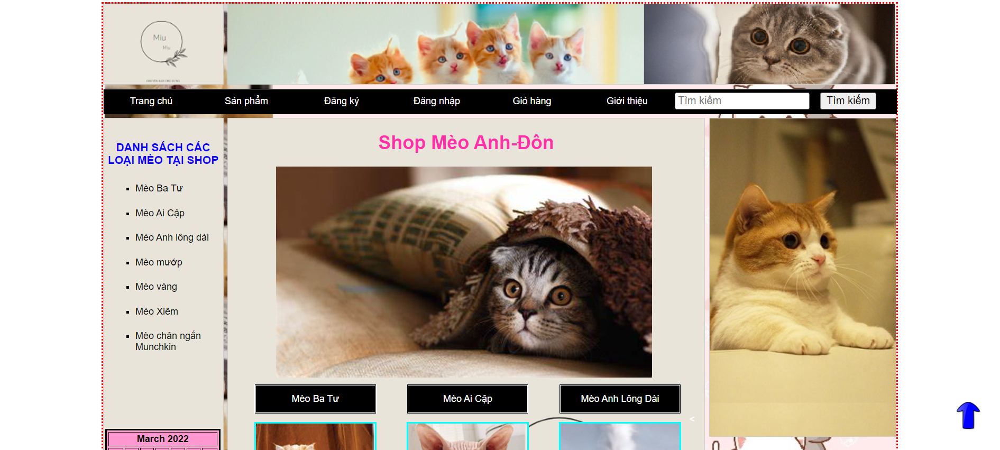 Miu
Miu
Trang chủ
Sản phẩm
Đăng ký
Đăng nhập
Giỏ hàng
Giới thiệu
Tìm kiếm
Tìm kiếm
DANH SÁCH CÁC
LOẠI MÈO TẠI SHOP
Mèo Ba Tư
Mèo Ai Cập
Mèo Anh lông dài
Mèo mướp
Mèo vàng
Mèo Xiêm
Mèo chân ngắn
Munchkin
March 2022
Shop Mèo Anh-Đôn
Mèo Ba Tư
Mèo Ai Cập
Mèo Anh Lông Dài
<